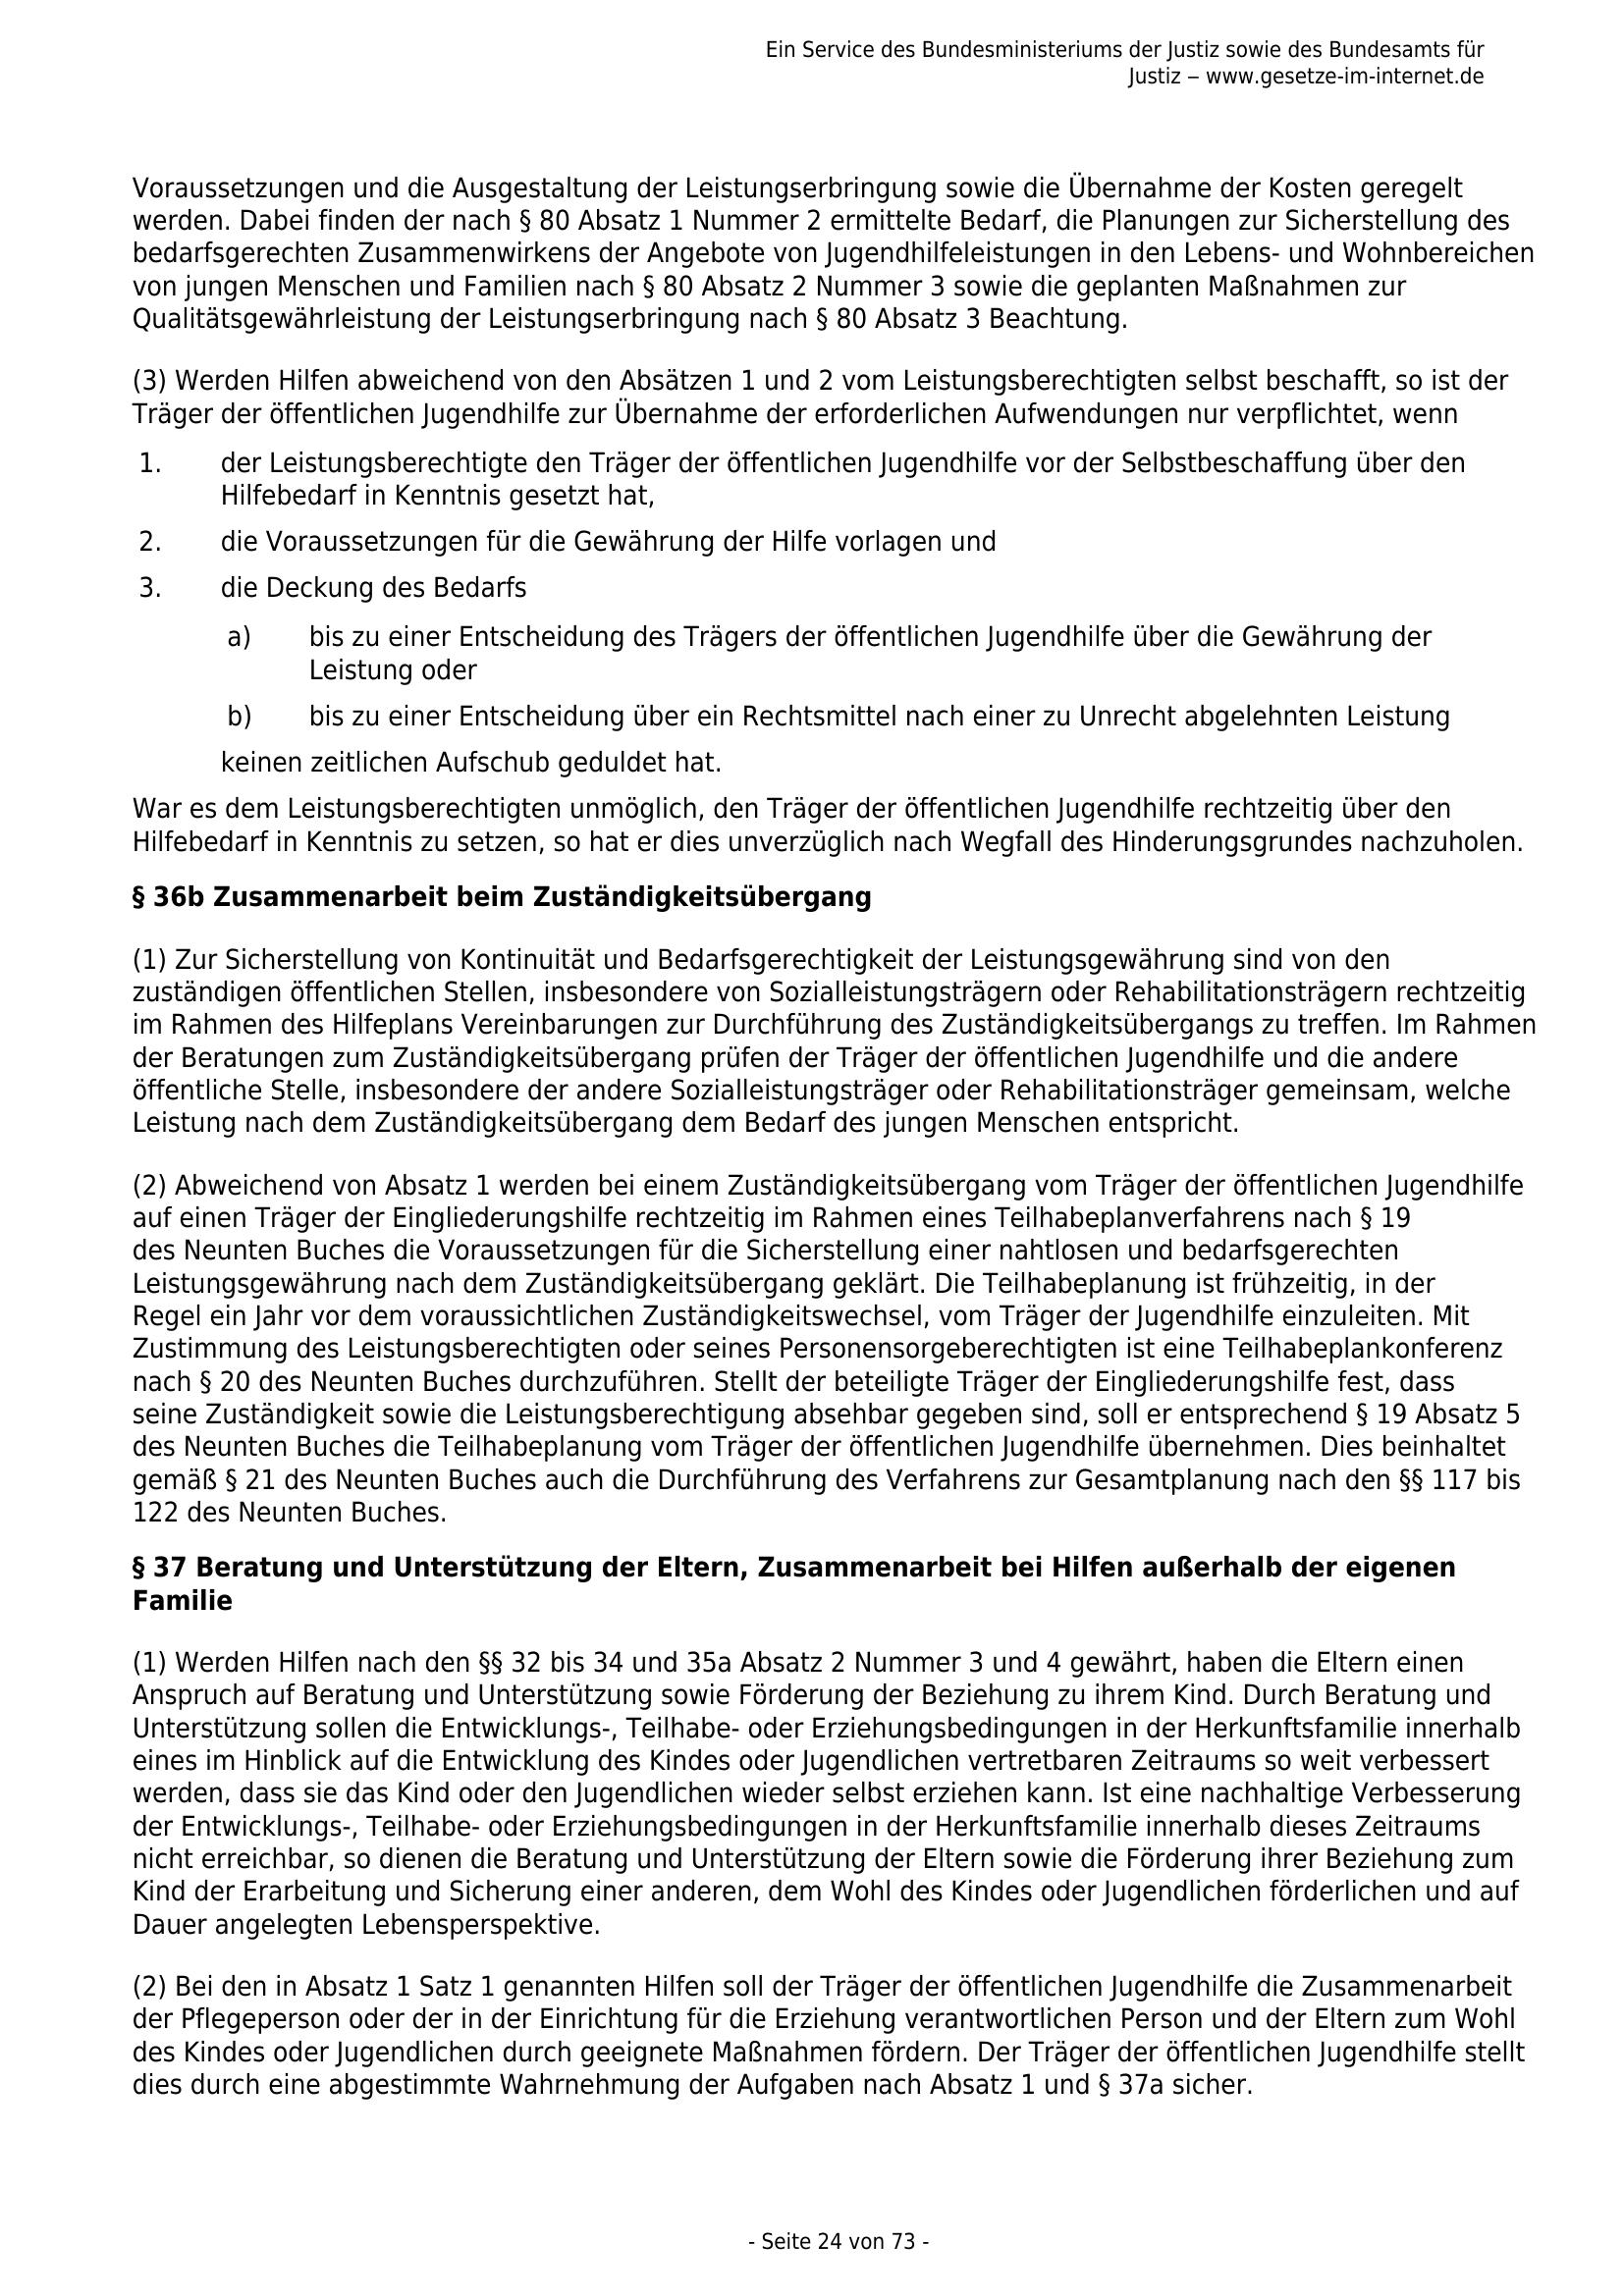 Ein Service des Bundesministeriums der Justiz sowie des Bundesamts für
Justiz – www.gesetze-im-internet.de
Voraussetzungen und die Ausgestaltung der Leistungserbringung sowie die Übernahme der Kosten geregelt
werden. Dabei finden der nach § 80 Absatz 1 Nummer 2 ermittelte Bedarf, die Planungen zur Sicherstellung des
bedarfsgerechten Zusammenwirkens der Angebote von Jugendhilfeleistungen in den Lebens- und Wohnbereichen
von jungen Menschen und Familien nach § 80 Absatz 2 Nummer 3 sowie die geplanten Maßnahmen zur
Qualitätsgewährleistung der Leistungserbringung nach § 80 Absatz 3 Beachtung.
(3) Werden Hilfen abweichend von den Absätzen 1 und 2 vom Leistungsberechtigten selbst beschafft, so ist der
Träger der öffentlichen Jugendhilfe zur Übernahme der erforderlichen Aufwendungen nur verpflichtet, wenn
1. der Leistungsberechtigte den Träger der öffentlichen Jugendhilfe vor der Selbstbeschaffung über den
Hilfebedarf in Kenntnis gesetzt hat,
2. die Voraussetzungen für die Gewährung der Hilfe vorlagen und
3. die Deckung des Bedarfs
a) bis zu einer Entscheidung des Trägers der öffentlichen Jugendhilfe über die Gewährung der
Leistung oder
b) bis zu einer Entscheidung über ein Rechtsmittel nach einer zu Unrecht abgelehnten Leistung
keinen zeitlichen Aufschub geduldet hat.
War es dem Leistungsberechtigten unmöglich, den Träger der öffentlichen Jugendhilfe rechtzeitig über den
Hilfebedarf in Kenntnis zu setzen, so hat er dies unverzüglich nach Wegfall des Hinderungsgrundes nachzuholen.
§ 36b Zusammenarbeit beim Zuständigkeitsübergang
(1) Zur Sicherstellung von Kontinuität und Bedarfsgerechtigkeit der Leistungsgewährung sind von den
zuständigen öffentlichen Stellen, insbesondere von Sozialleistungsträgern oder Rehabilitationsträgern rechtzeitig
im Rahmen des Hilfeplans Vereinbarungen zur Durchführung des Zuständigkeitsübergangs zu treffen. Im Rahmen
der Beratungen zum Zuständigkeitsübergang prüfen der Träger der öffentlichen Jugendhilfe und die andere
öffentliche Stelle, insbesondere der andere Sozialleistungsträger oder Rehabilitationsträger gemeinsam, welche
Leistung nach dem Zuständigkeitsübergang dem Bedarf des jungen Menschen entspricht.
(2) Abweichend von Absatz 1 werden bei einem Zuständigkeitsübergang vom Träger der öffentlichen Jugendhilfe
auf einen Träger der Eingliederungshilfe rechtzeitig im Rahmen eines Teilhabeplanverfahrens nach § 19
des Neunten Buches die Voraussetzungen für die Sicherstellung einer nahtlosen und bedarfsgerechten
Leistungsgewährung nach dem Zuständigkeitsübergang geklärt. Die Teilhabeplanung ist frühzeitig, in der
Regel ein Jahr vor dem voraussichtlichen Zuständigkeitswechsel, vom Träger der Jugendhilfe einzuleiten. Mit
Zustimmung des Leistungsberechtigten oder seines Personensorgeberechtigten ist eine Teilhabeplankonferenz
nach § 20 des Neunten Buches durchzuführen. Stellt der beteiligte Träger der Eingliederungshilfe fest, dass
seine Zuständigkeit sowie die Leistungsberechtigung absehbar gegeben sind, soll er entsprechend § 19 Absatz 5
des Neunten Buches die Teilhabeplanung vom Träger der öffentlichen Jugendhilfe übernehmen. Dies beinhaltet
gemäß § 21 des Neunten Buches auch die Durchführung des Verfahrens zur Gesamtplanung nach den §§ 117 bis
122 des Neunten Buches.
§ 37 Beratung und Unterstützung der Eltern, Zusammenarbeit bei Hilfen außerhalb der eigenen
Familie
(1) Werden Hilfen nach den §§ 32 bis 34 und 35a Absatz 2 Nummer 3 und 4 gewährt, haben die Eltern einen
Anspruch auf Beratung und Unterstützung sowie Förderung der Beziehung zu ihrem Kind. Durch Beratung und
Unterstützung sollen die Entwicklungs-, Teilhabe- oder Erziehungsbedingungen in der Herkunftsfamilie innerhalb
eines im Hinblick auf die Entwicklung des Kindes oder Jugendlichen vertretbaren Zeitraums so weit verbessert
werden, dass sie das Kind oder den Jugendlichen wieder selbst erziehen kann. Ist eine nachhaltige Verbesserung
der Entwicklungs-, Teilhabe- oder Erziehungsbedingungen in der Herkunftsfamilie innerhalb dieses Zeitraums
nicht erreichbar, so dienen die Beratung und Unterstützung der Eltern sowie die Förderung ihrer Beziehung zum
Kind der Erarbeitung und Sicherung einer anderen, dem Wohl des Kindes oder Jugendlichen förderlichen und auf
Dauer angelegten Lebensperspektive.
(2) Bei den in Absatz 1 Satz 1 genannten Hilfen soll der Träger der öffentlichen Jugendhilfe die Zusammenarbeit
der Pflegeperson oder der in der Einrichtung für die Erziehung verantwortlichen Person und der Eltern zum Wohl
des Kindes oder Jugendlichen durch geeignete Maßnahmen fördern. Der Träger der öffentlichen Jugendhilfe stellt
dies durch eine abgestimmte Wahrnehmung der Aufgaben nach Absatz 1 und § 37a sicher.
- Seite 24 von 73 -